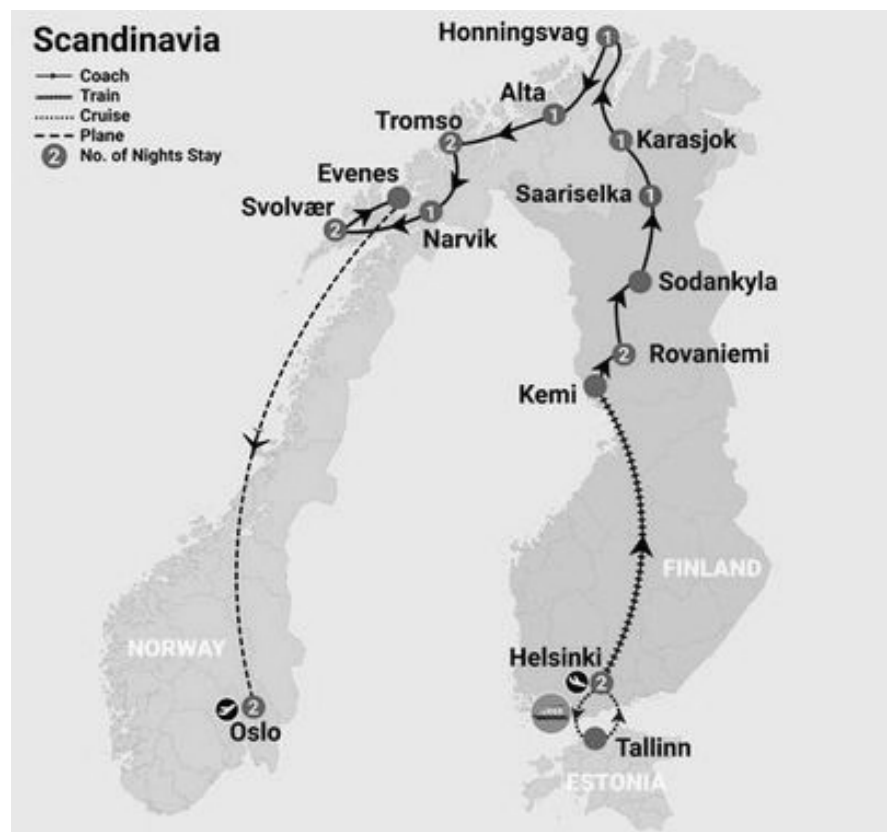 Scandinavia
Coach
Train
Cruise
Plane
2 No. of Nights Stay
Honningsvag
1
Alta
1
Tromso
2
1
Karasjok
Evenes
Saariselka
1
Svolvær
2
1
Narvik
Sodankyla
2
Rovaniemi
Kemi
FINLAND
NORWAY
Helsinki
2
2
Oslo
Tallinn
ESTONIA